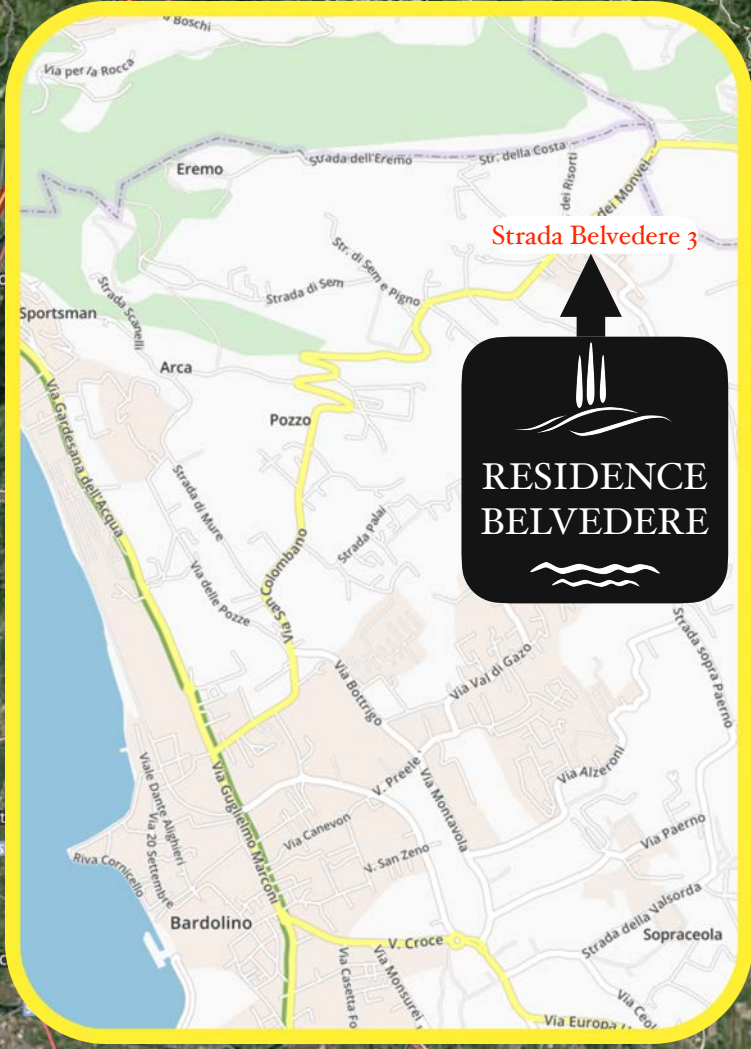 Boschi
Via per la Rocca
Eremo
Strada dell'Eremo
Str. della Costa
dei Risorti
dei Monvei
Strada Belvedere 3
Str. di Sem e Pigno
Strada di Sem
Strada Scanelli
Sportsman
Arca
Pozzo
Via Gardesana dell'Acqua
RESIDENCE
BELVEDERE
Strada di Mure
Strada Palai
Via San Colombano
Via delle Pozze
Strada sopra Paerno
Via Bottrigo
Via Val di Gazo
Via Alzeroni
V. Preele
Via Montavola
Via Guglielmo Marconi
Viale Dante Alighieri
Via 20 Settembre
Via Canevon
V. San Zeno
Via Paerno
Riva Cornicello
Bardolino
V. Croce
Strada della Valsorda
Sopraceola
Via Casetta Fo
Via Monsurei
Via Ceol
Via Europa